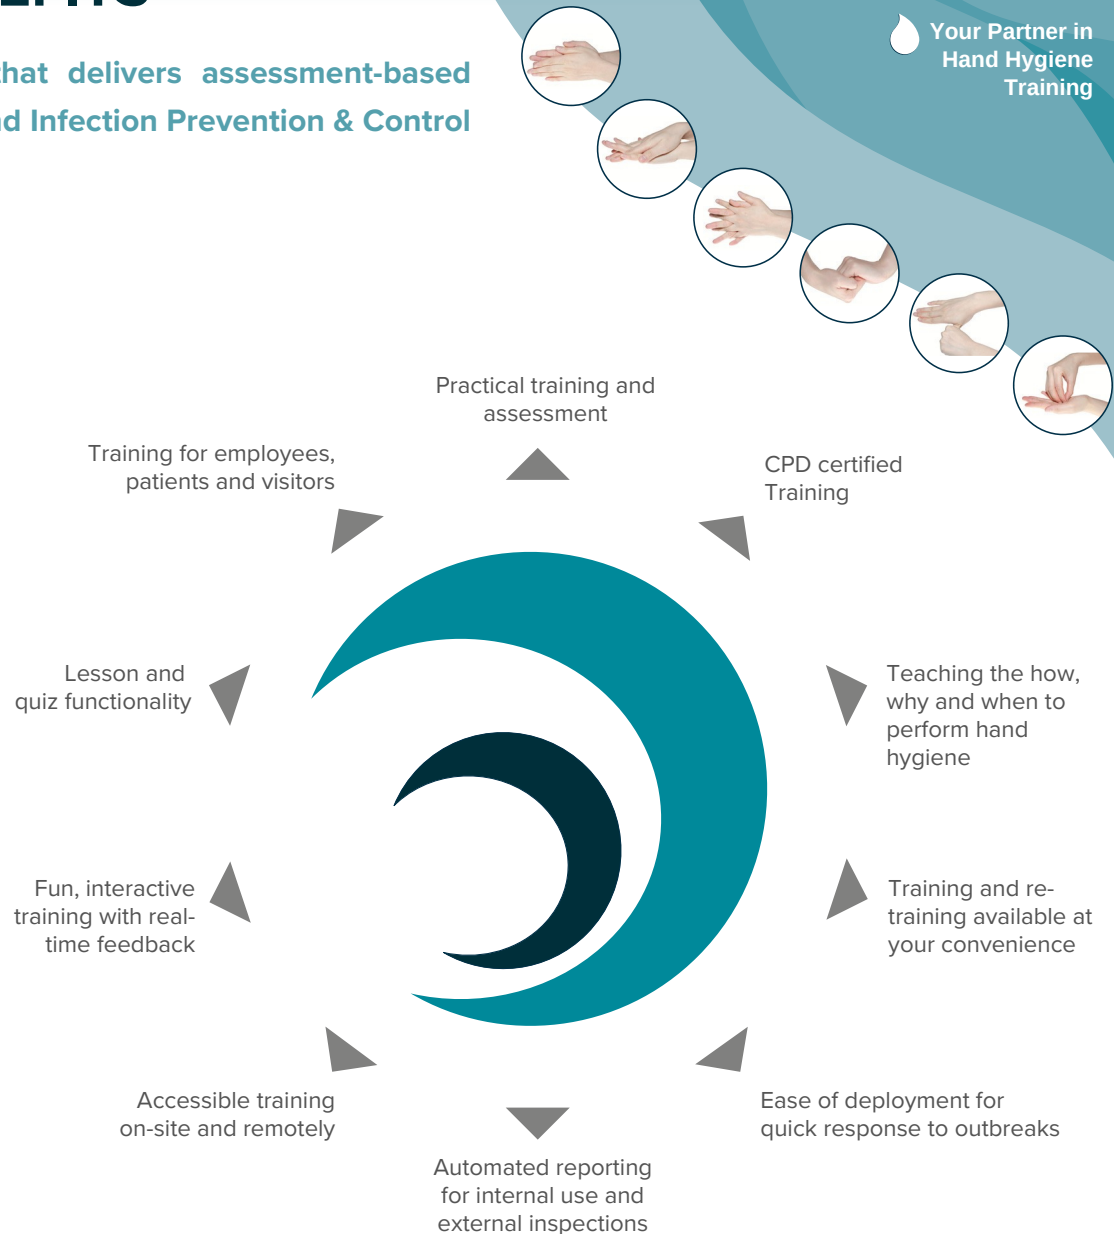 that delivers assessment-based
Infection Prevention & Control
Your Partner in
Hand Hygiene
Training
Practical training and
assessment
Training for employees,
patients and visitors
CPD certified
Training
Lesson and
quiz functionality
Teaching the how,
why and when to
perform hand
hygiene
Fun, interactive
training with real-
time feedback
Training and re-
training available at
your convenience
Accessible training
on-site and remotely
Ease of deployment for
quick response to outbreaks
Automated reporting
for internal use and
external inspections